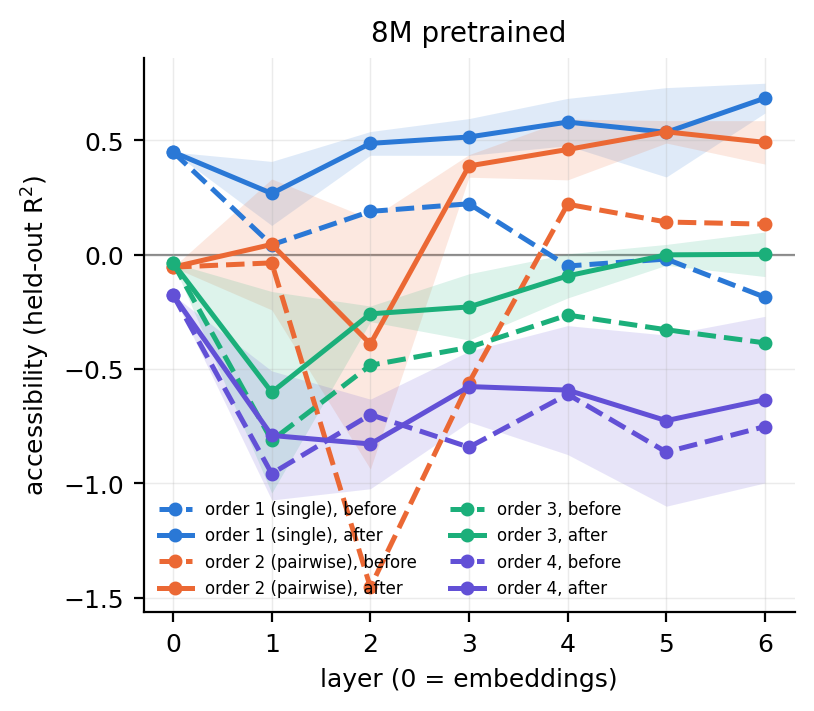 8M pretrained
accessibility (held-out R²)
0.5
0.0
−0.5
−1.0
−1.5
order 1 (single), before
order 1 (single), after
order 2 (pairwise), before
order 2 (pairwise), after
order 3, before
order 3, after
order 4, before
order 4, after
0 1 2 3 4 5 6
layer (0 = embeddings)